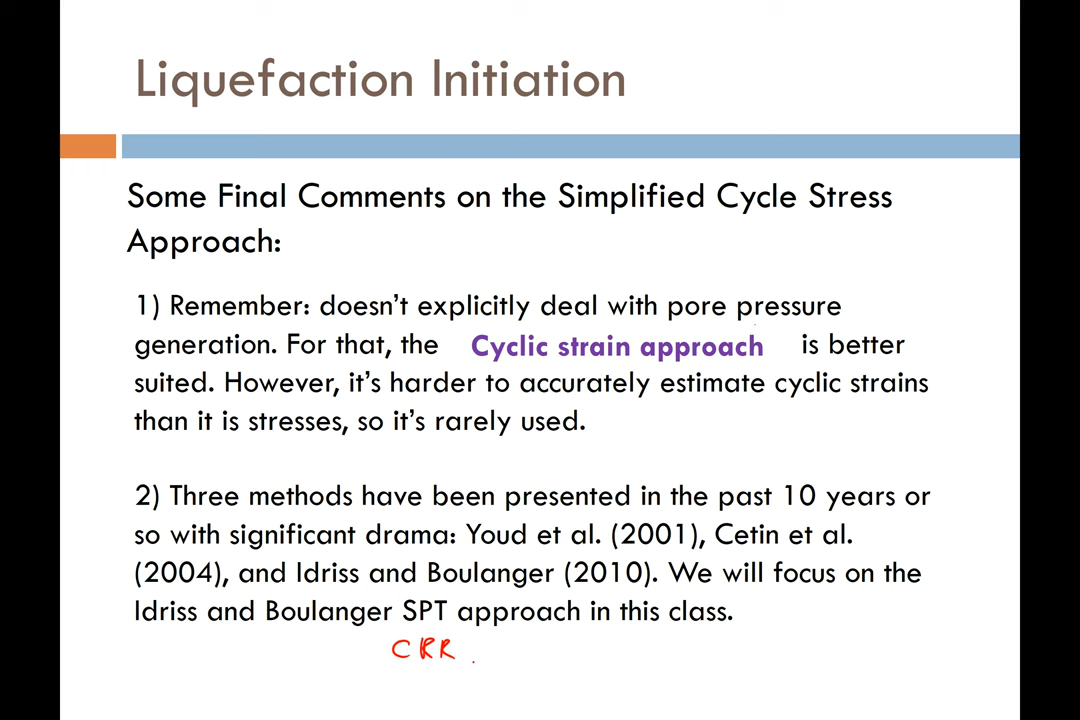 Liquefaction Initiation
Some Final Comments on the Simplified Cycle Stress
Approach:
1) Remember: doesn't explicitly deal with pore pressure
generation. For that, the Cyclic strain approach is better
suited. However, it's harder to accurately estimate cyclic strains
than it is stresses, so it's rarely used.
2) Three methods have been presented in the past 10 years or
so with significant drama: Youd et al. (2001), Cetin et al.
(2004), and Idriss and Boulanger (2010). We will focus on the
Idriss and Boulanger SPT approach in this class.
CRR